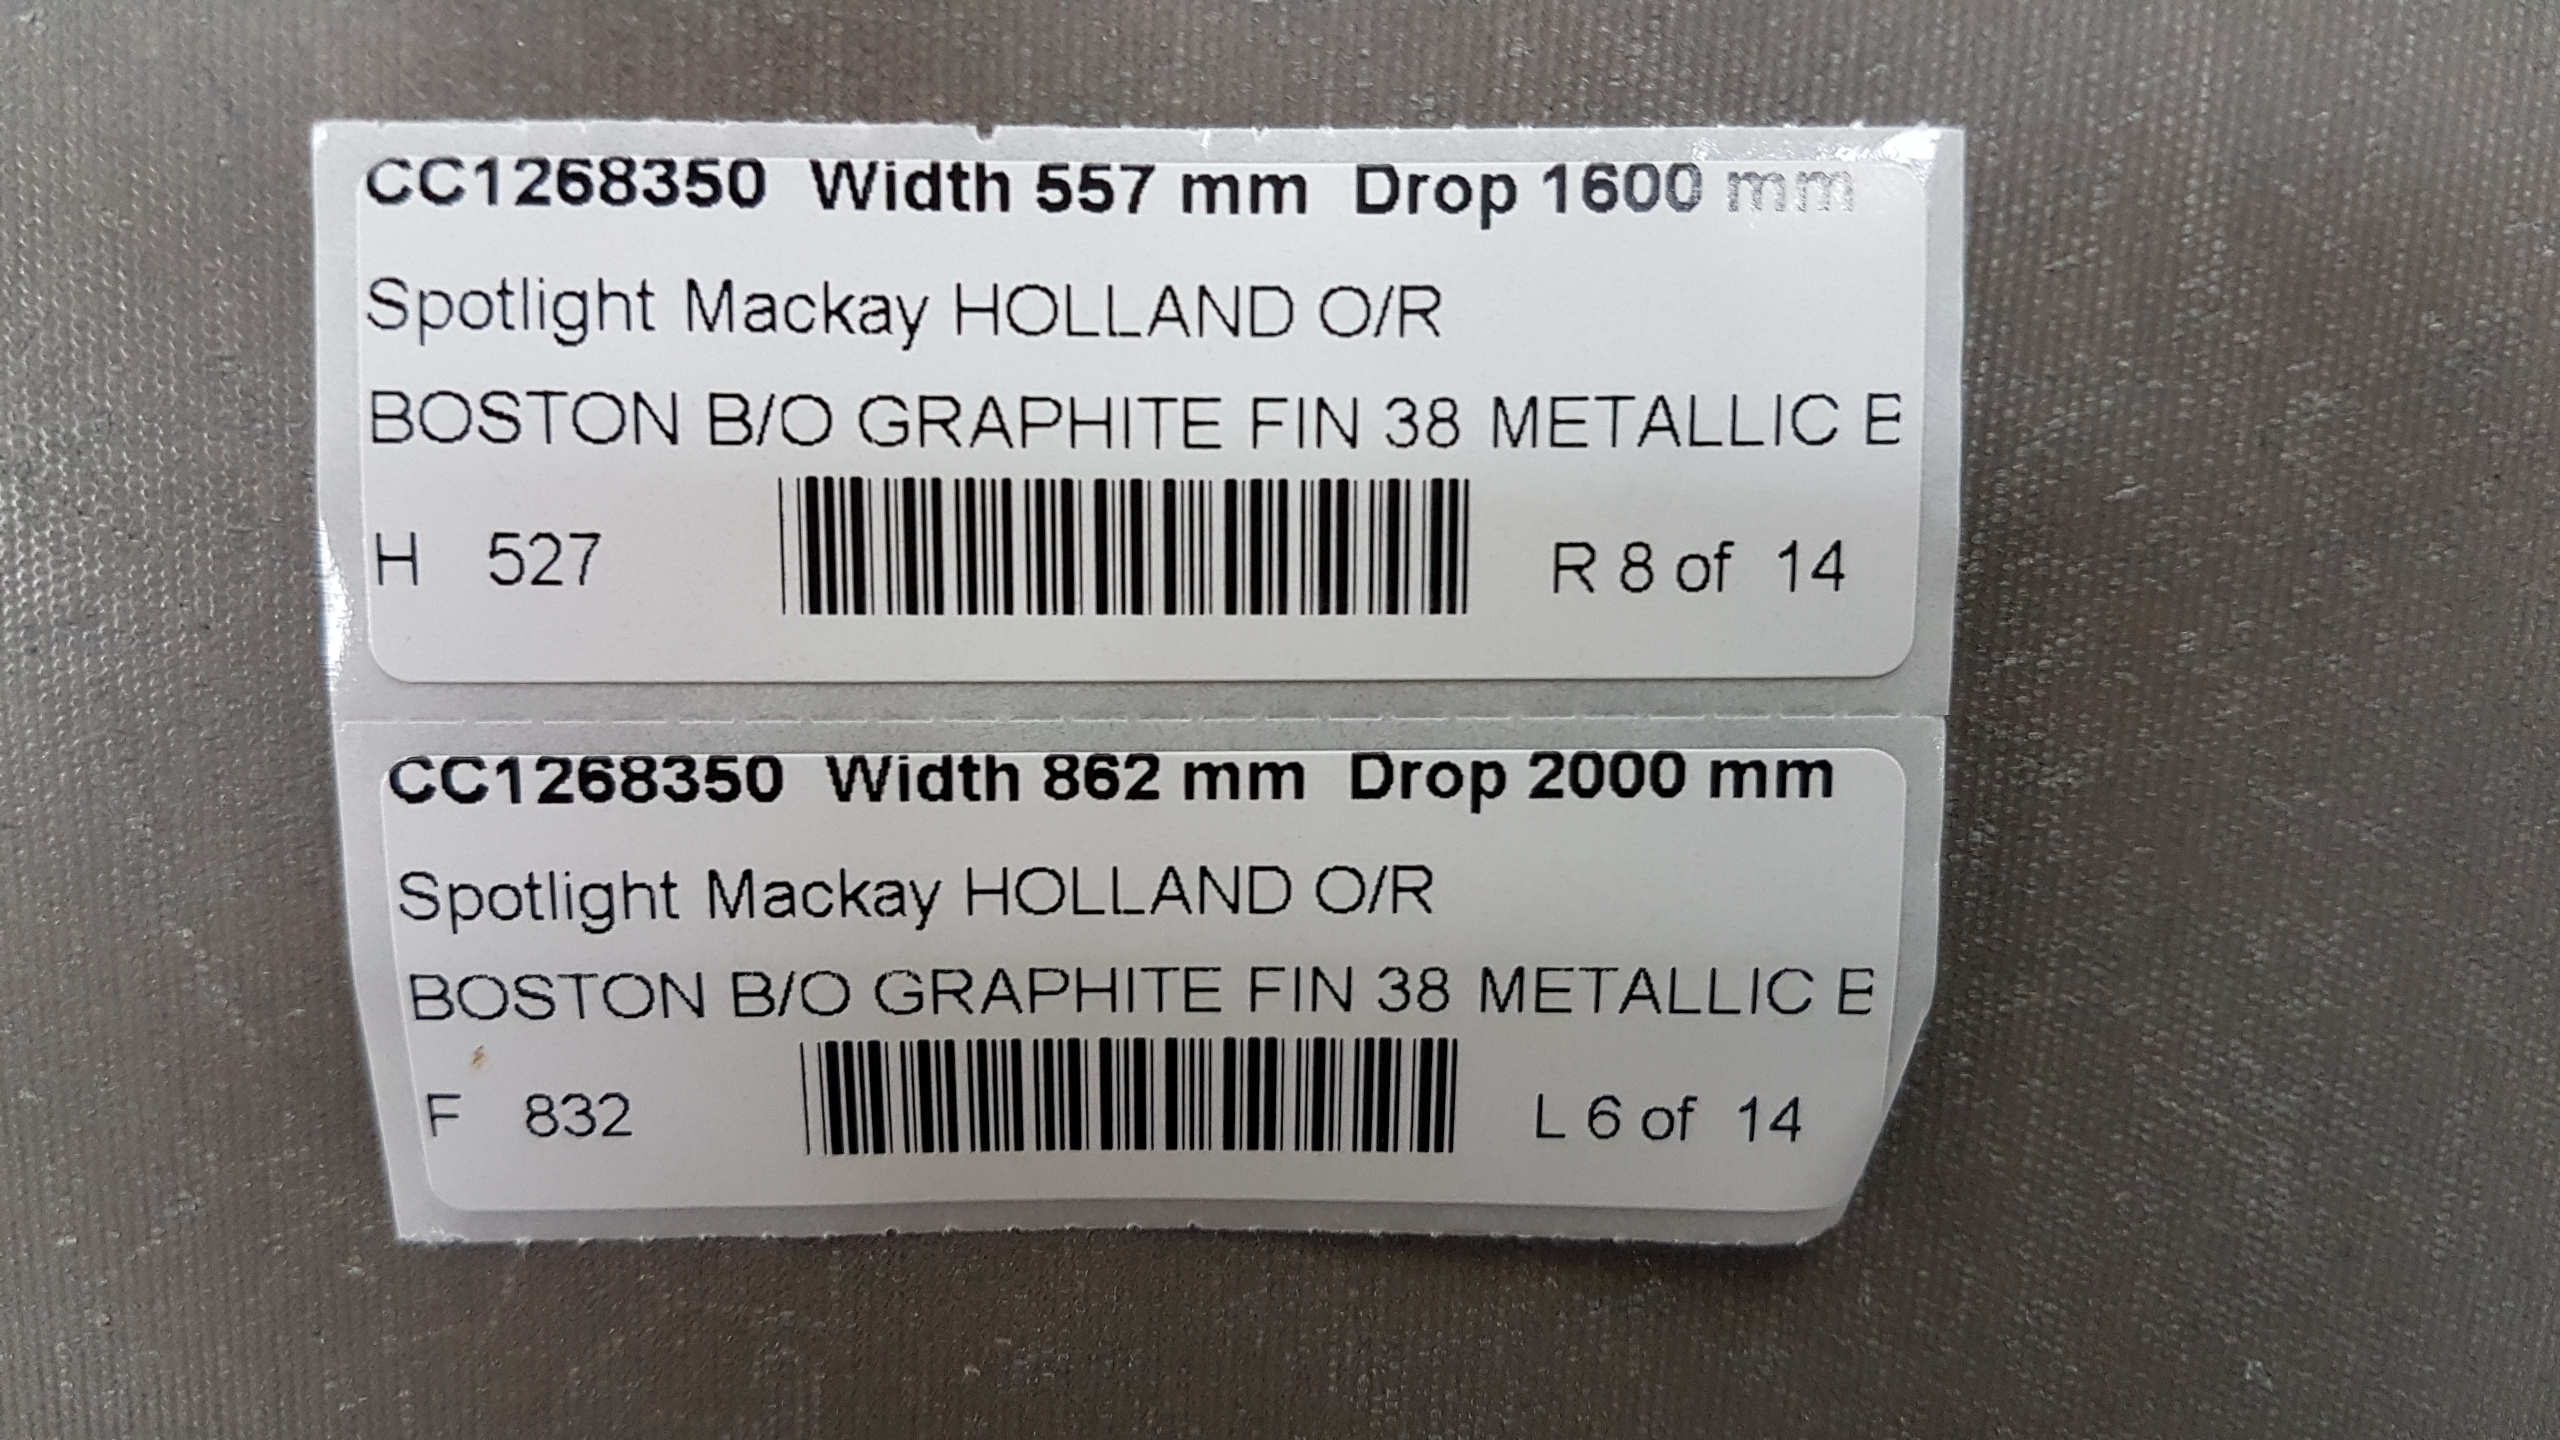 CC1268350 Width 557 mm Drop 1600 mm
Spotlight Mackay HOLLAND O/R
BOSTON B/O GRAPHITE FIN 38 METALLIC E
H 527 R 8 of 14
CC1268350 Width 862 mm Drop 2000 mm
Spotlight Mackay HOLLAND O/R
BOSTON B/O GRAPHITE FIN 38 METALLIC E
F 832 L 6 of 14